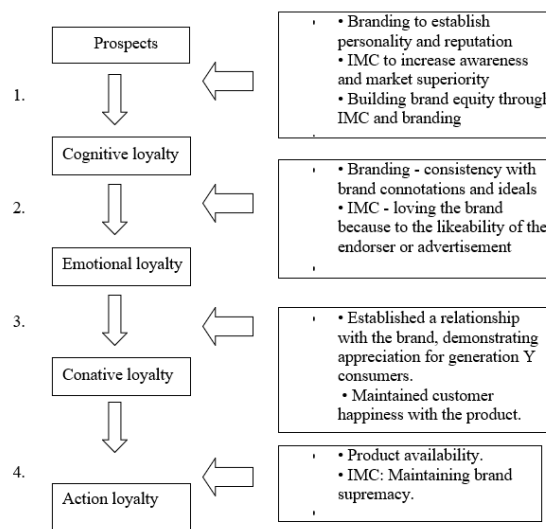 Prospects
• Branding to establish
personality and reputation
• IMC to increase awareness
and market superiority
• Building brand equity through
IMC and branding
1.
Cognitive loyalty
• Branding - consistency with
brand connotations and ideals
• IMC - loving the brand
because to the likeability of the
endorser or advertisement
2.
Emotional loyalty
3.
• Established a relationship
with the brand, demonstrating
appreciation for generation Y
consumers.
• Maintained customer
happiness with the product.
Conative loyalty
4.
• Product availability.
• IMC: Maintaining brand
supremacy.
Action loyalty